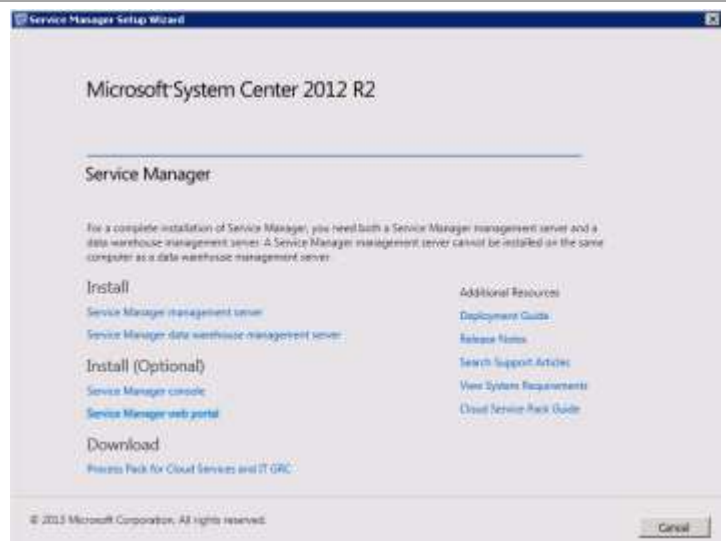 Service Manager Setup Wizard
Microsoft System Center 2012 R2
Service Manager
For a complete installation of Service Manager, you need both a Service Manager management server and a
data warehouse management server. A Service Manager management server cannot be installed on the same
computer as a data warehouse management server.
Install
Service Manager management server
Service Manager data warehouse management server
Install (Optional)
Service Manager console
Service Manager web portal
Download
Process Pack for Cloud Services and IT GRC
Additional Resources
Deployment Guide
Release Notes
Search Support Articles
View System Requirements
Cloud Service Pack Guide
© 2013 Microsoft Corporation. All rights reserved.
Cancel